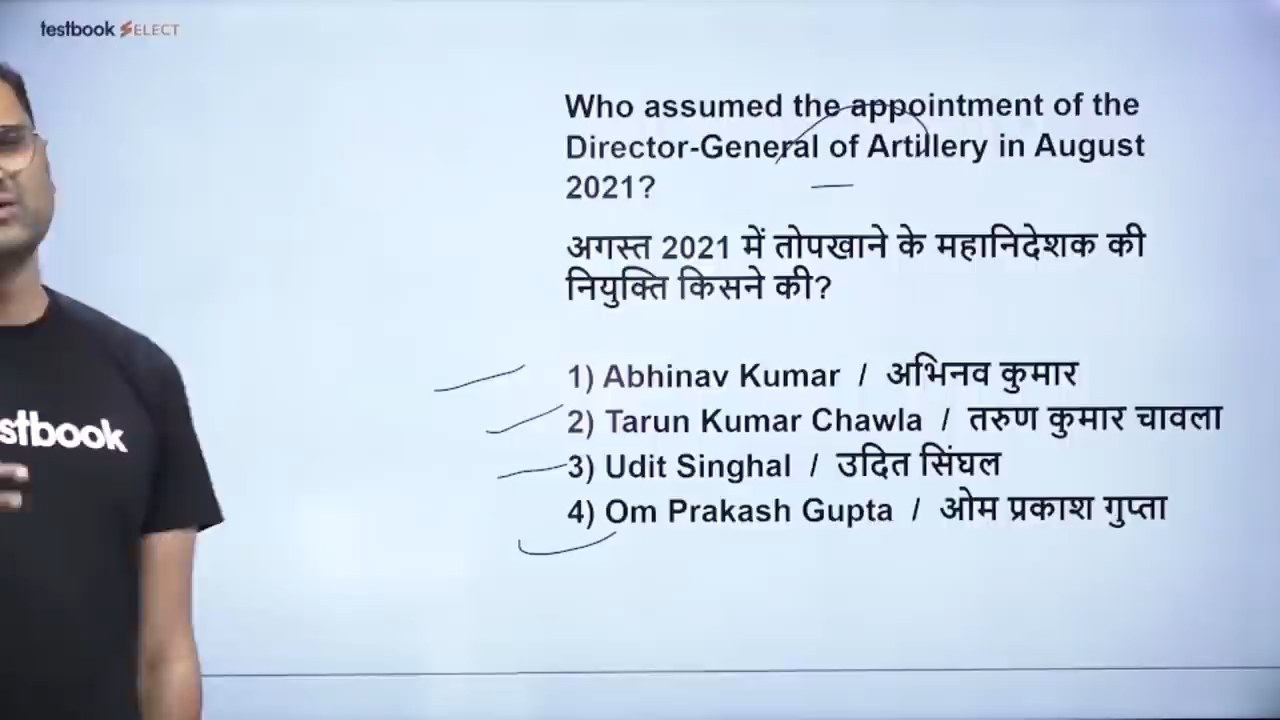 testbook SELECT
Who assumed the appointment of the
Director-General of Artillery in August
2021?
अगस्त 2021 में तोपखाने के महानिदेशक की
नियुक्ति किसने की?
1) Abhinav Kumar / अभिनव कुमार
2) Tarun Kumar Chawla / तरुण कुमार चावला
3) Udit Singhal / उदित सिंघल
4) Om Prakash Gupta / ओम प्रकाश गुप्ता
stbook